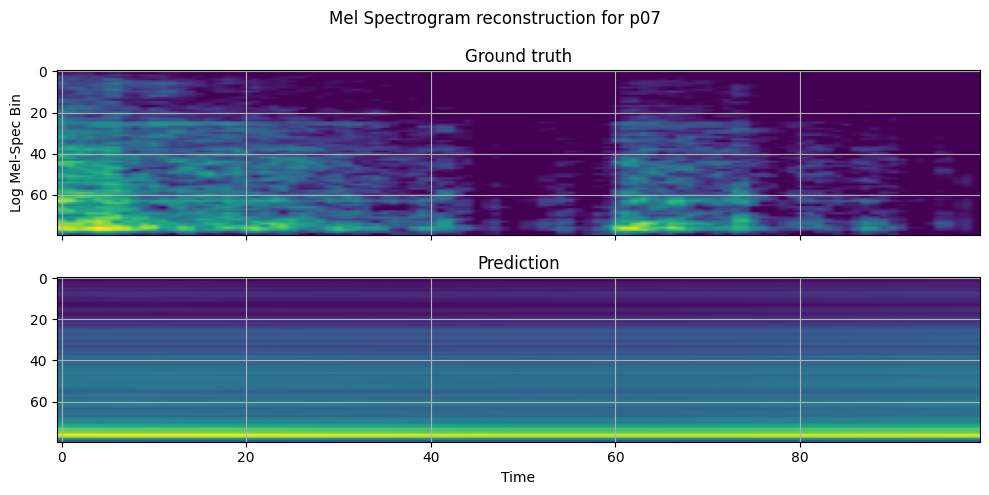 Mel Spectrogram reconstruction for p07
Ground truth
Log Mel-Spec Bin
0
20
40
60
Prediction
0
20
40
60
0 20 40 60 80
Time